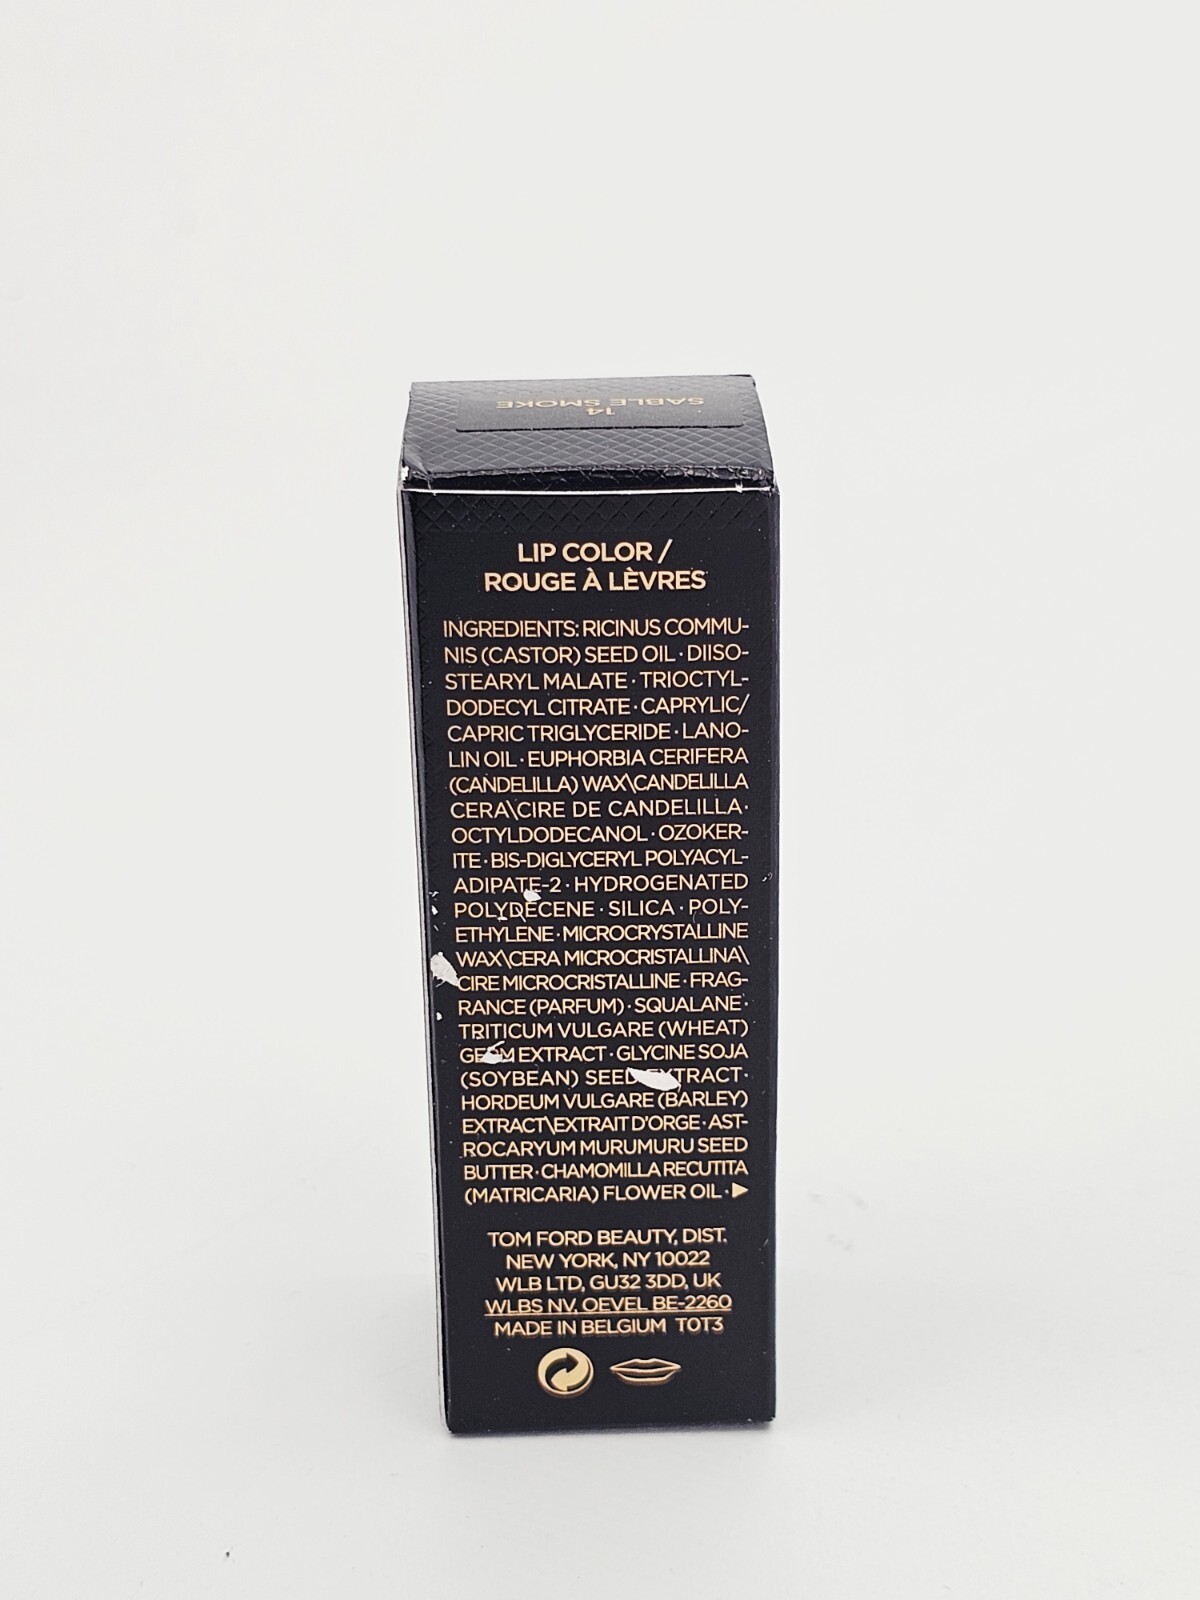 14
SABLE SMOKE
LIP COLOR /
ROUGE À LÈVRES
INGREDIENTS: RICINUS COMMU-
NIS (CASTOR) SEED OIL · DIISO-
STEARYL MALATE · TRIOCTYL-
DODECYL CITRATE · CAPRYLIC/
CAPRIC TRIGLYCERIDE · LANO-
LIN OIL · EUPHORBIA CERIFERA
(CANDELILLA) WAX\CANDELILLA
CERA\CIRE DE CANDELILLA ·
OCTYLDODECANOL · OZOKER-
ITE · BIS-DIGLYCERYL POLYACYL-
ADIPATE-2 · HYDROGENATED
POLYDECENE · SILICA · POLY-
ETHYLENE · MICROCRYSTALLINE
WAX\CERA MICROCRISTALLINA\
CIRE MICROCRISTALLINE · FRAG-
RANCE (PARFUM) · SQUALANE ·
TRITICUM VULGARE (WHEAT)
GERM EXTRACT · GLYCINE SOJA
(SOYBEAN) SEED EXTRACT ·
HORDEUM VULGARE (BARLEY)
EXTRACT\EXTRAIT D'ORGE · AST-
ROCARYUM MURUMURU SEED
BUTTER · CHAMOMILLA RECUTITA
(MATRICARIA) FLOWER OIL · ▶
TOM FORD BEAUTY, DIST.
NEW YORK, NY 10022
WLB LTD, GU32 3DD, UK
WLBS NV, OEVEL BE-2260
MADE IN BELGIUM T0T3